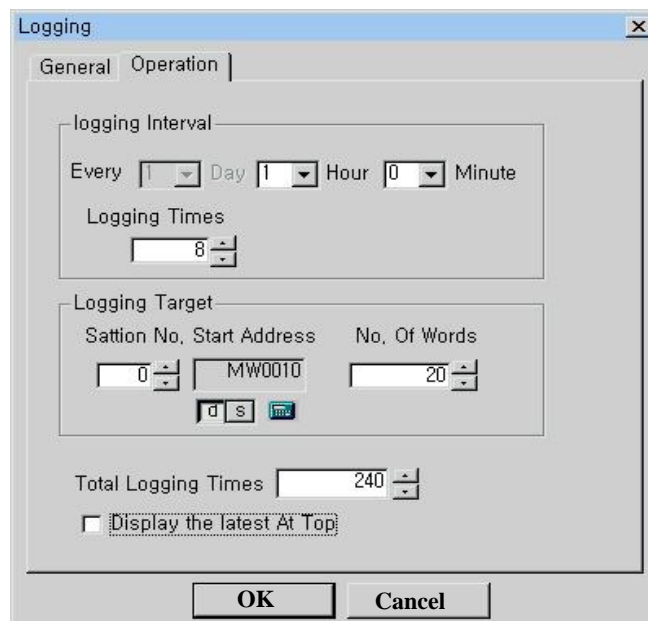 Logging
General Operation
logging Interval
Every 1 Day 1 Hour 0 Minute
Logging Times
8
Logging Target
Sattion No, Start Address No, Of Words
0 MW0010 20
d s
Total Logging Times 240
Display the latest At Top
OK Cancel